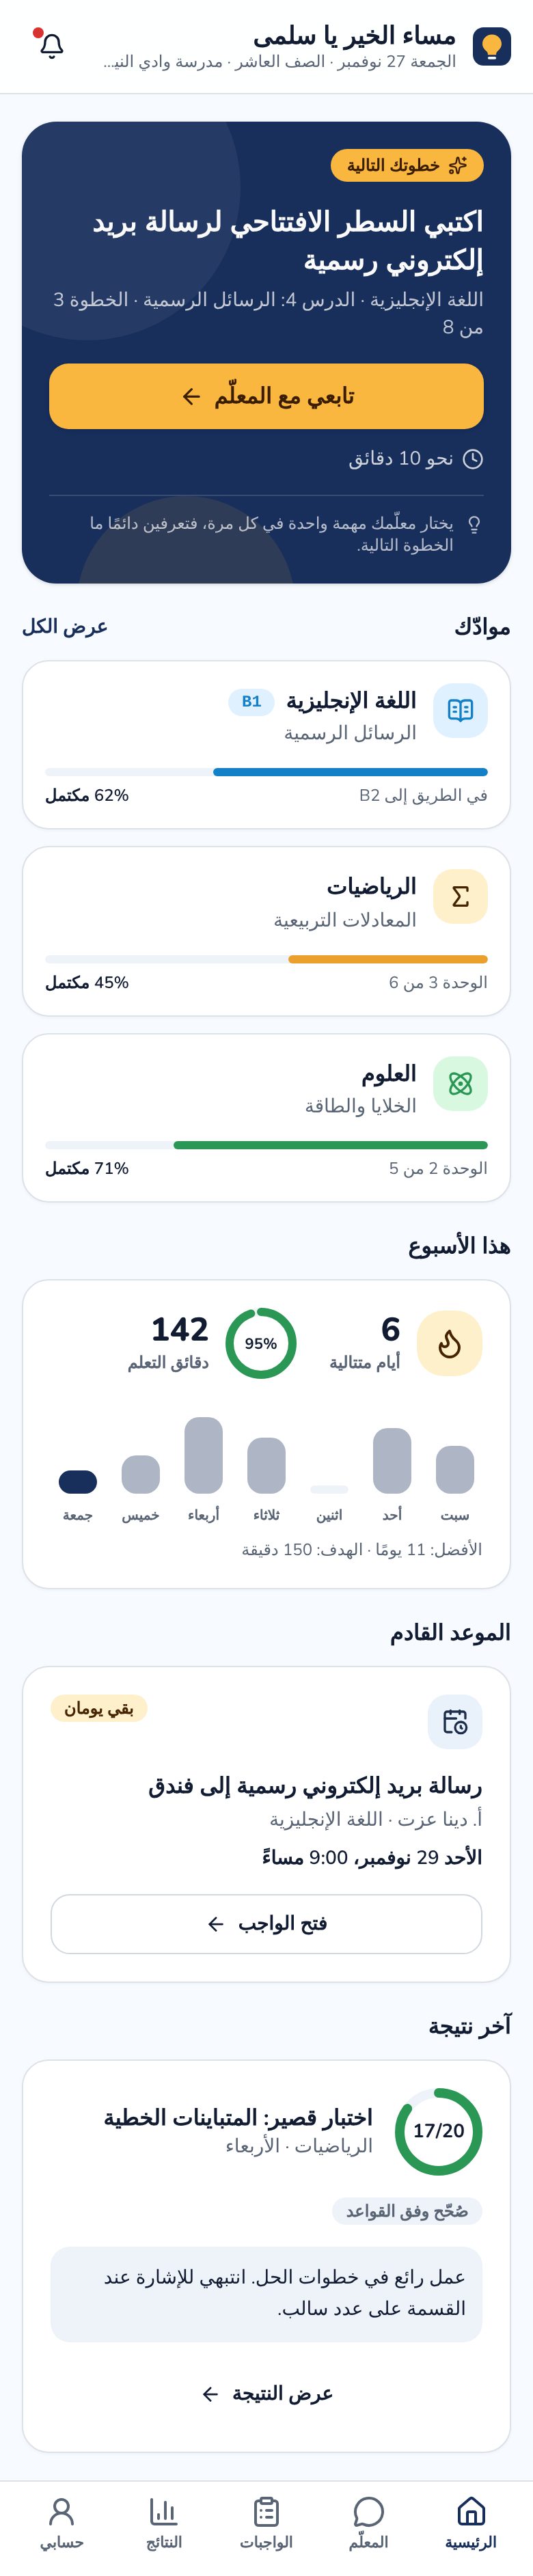 مساء الخير يا سلمى
الجمعة 27 نوفمبر · الصف العاشر · مدرسة وادي النيـ...
خطوتك التالية
اكتبي السطر الافتتاحي لرسالة بريد
إلكتروني رسمية
اللغة الإنجليزية · الدرس 4: الرسائل الرسمية · الخطوة 3
من 8
تابعي مع المعلّم
نحو 10 دقائق
يختار معلّمك مهمة واحدة في كل مرة، فتعرفين دائمًا ما
الخطوة التالية.
موادّك
عرض الكل
اللغة الإنجليزية B1
الرسائل الرسمية
في الطريق إلى B2
62% مكتمل
الرياضيات
المعادلات التربيعية
الوحدة 3 من 6
45% مكتمل
العلوم
الخلايا والطاقة
الوحدة 2 من 5
71% مكتمل
هذا الأسبوع
6
أيام متتالية
95%
142
دقائق التعلم
سبت أحد اثنين ثلاثاء أربعاء خميس جمعة
الأفضل: 11 يومًا · الهدف: 150 دقيقة
الموعد القادم
بقي يومان
رسالة بريد إلكتروني رسمية إلى فندق
أ. دينا عزت · اللغة الإنجليزية
الأحد 29 نوفمبر، 9:00 مساءً
فتح الواجب
آخر نتيجة
17/20
اختبار قصير: المتباينات الخطية
الرياضيات · الأربعاء
صُحّح وفق القواعد
عمل رائع في خطوات الحل. انتبهي للإشارة عند
القسمة على عدد سالب.
عرض النتيجة
الرئيسية المعلّم الواجبات النتائج حسابي